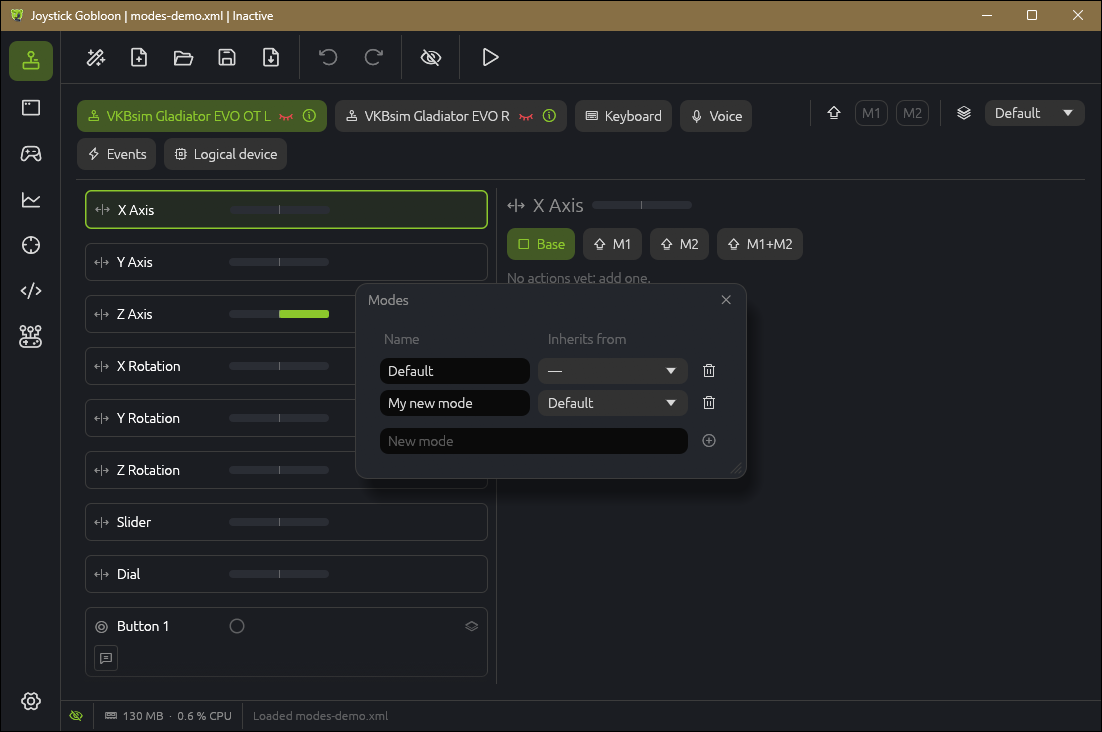 Joystick Gobloon | modes-demo.xml | Inactive
VKBsim Gladiator EVO OT L
VKBsim Gladiator EVO R
Keyboard
Voice
M1
M2
Default
Events
Logical device
X Axis
Y Axis
Z Axis
X Rotation
Y Rotation
Z Rotation
Slider
Dial
Button 1
X Axis
Base
M1
M2
M1+M2
No actions yet: add one.
Modes
Name
Inherits from
Default
—
My new mode
Default
New mode
130 MB · 0.6 % CPU
Loaded modes-demo.xml